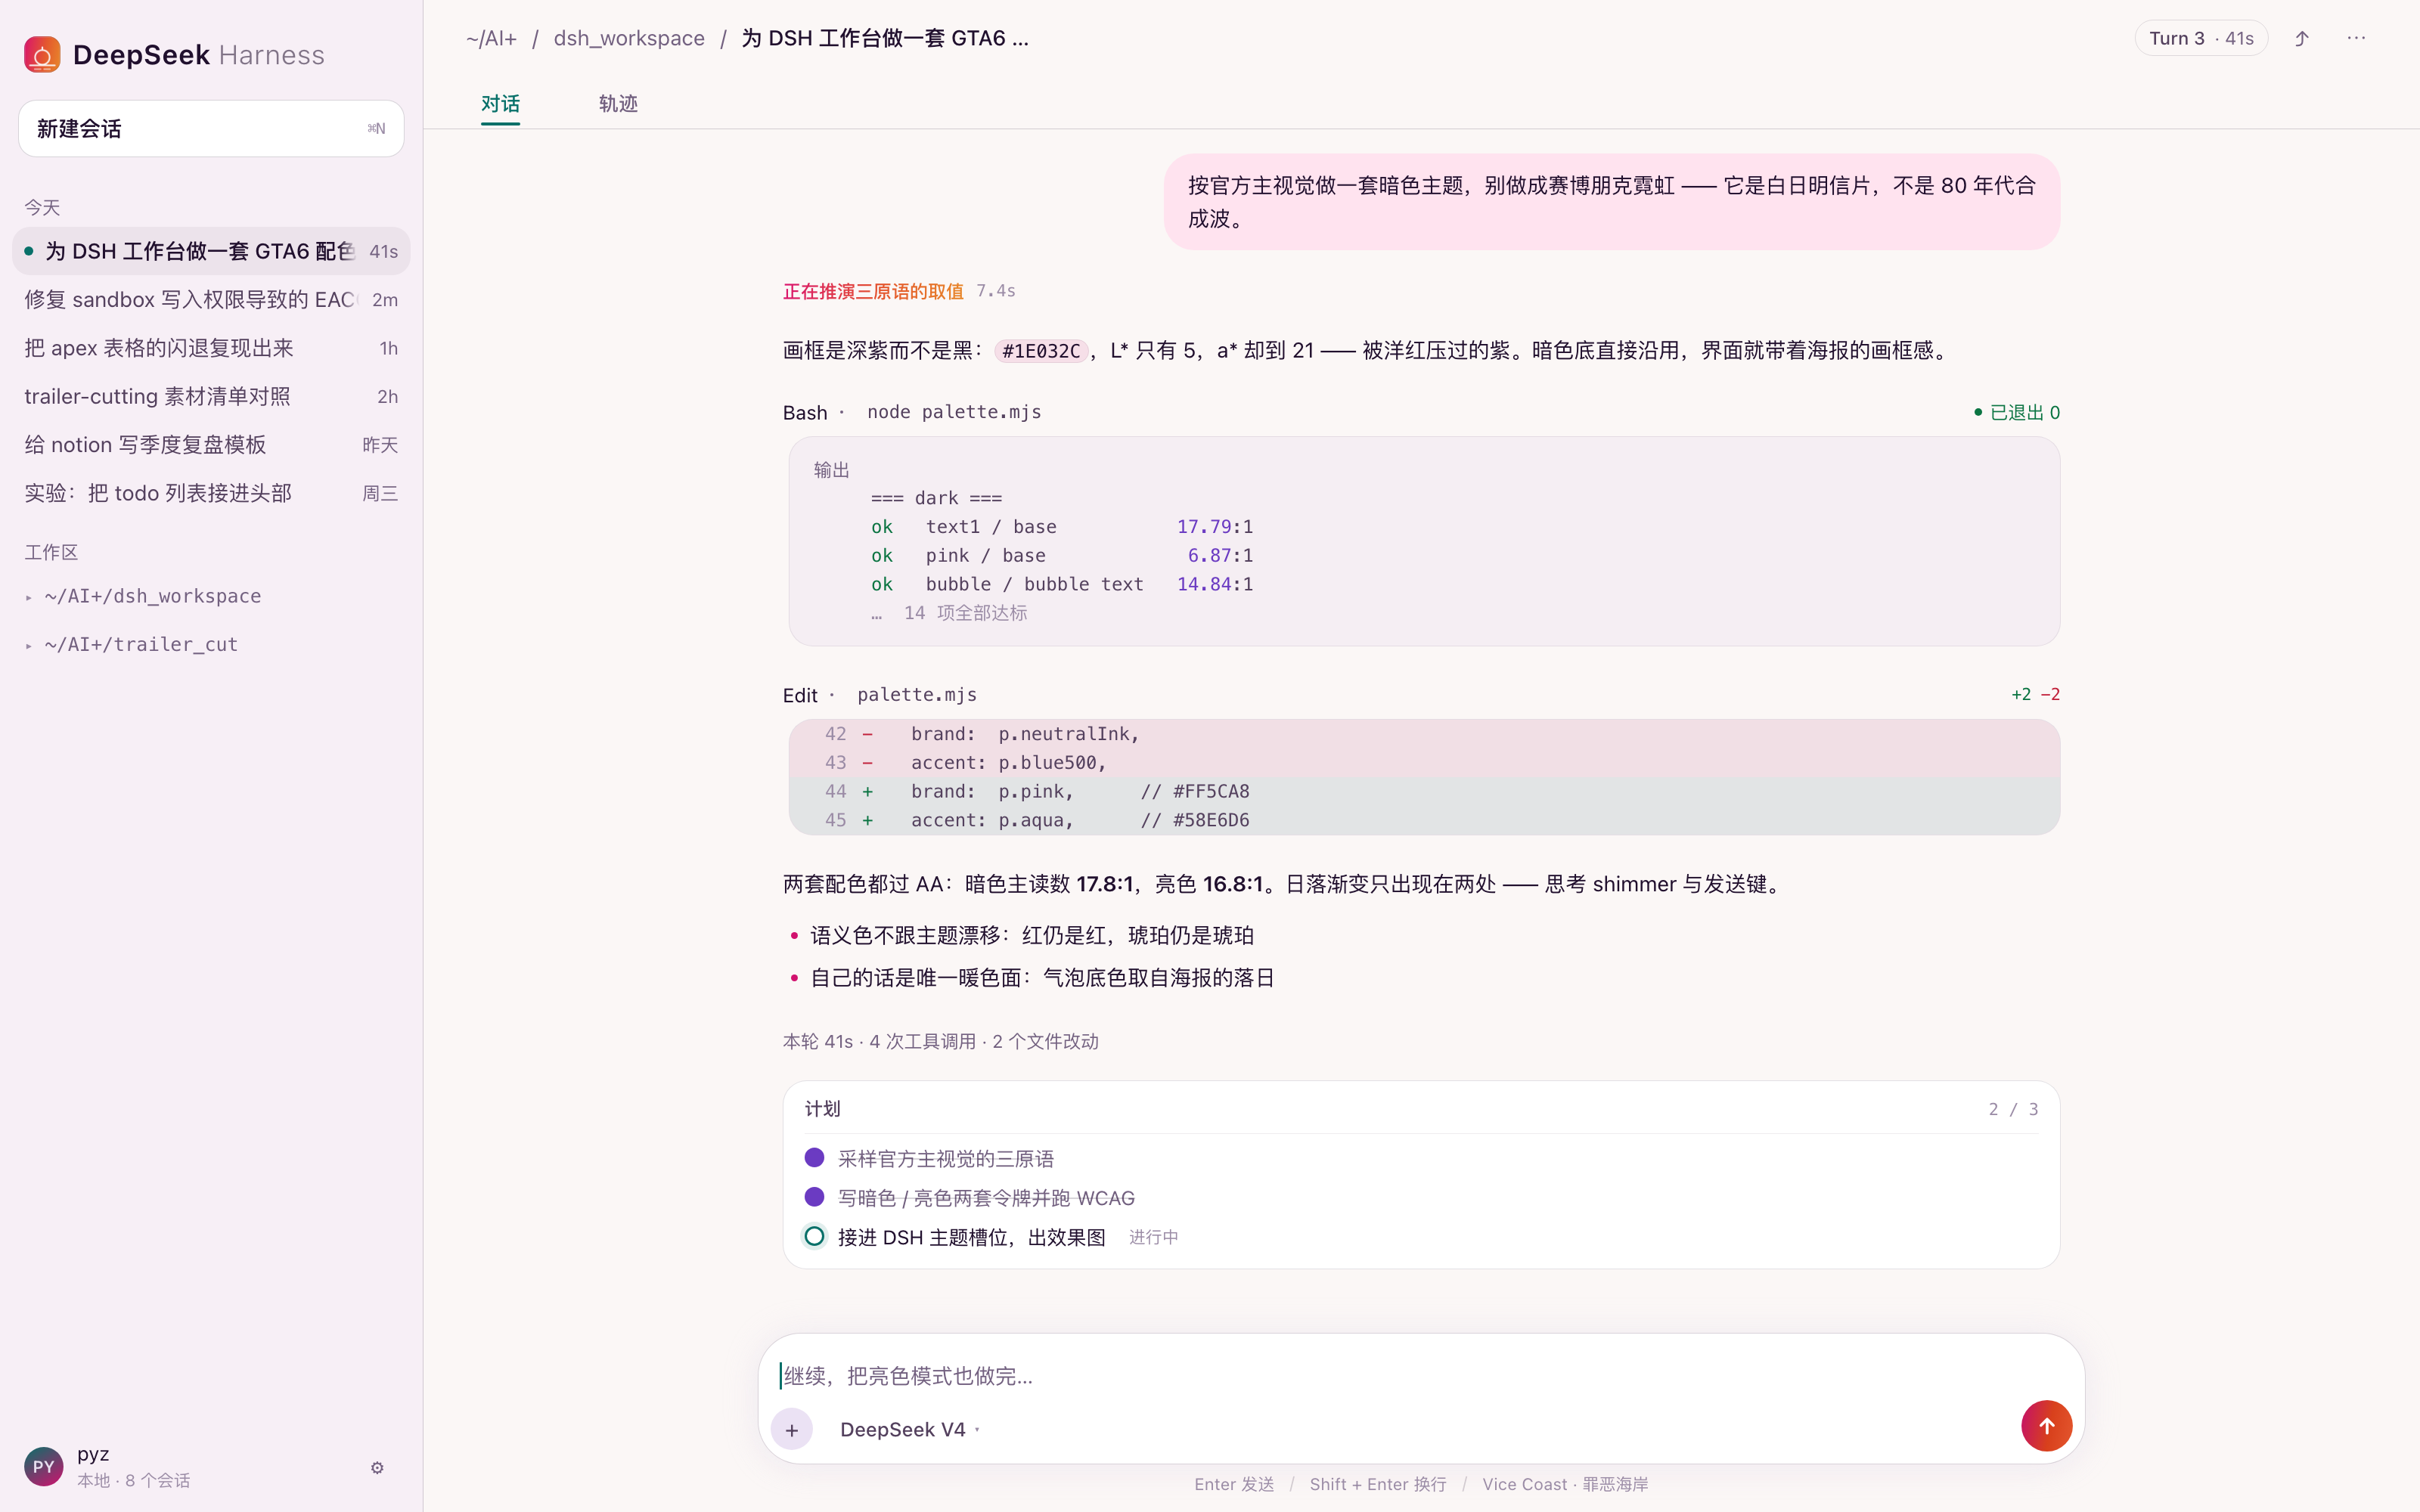 DeepSeek Harness
新建会话 ⌘N
今天
为 DSH 工作台做一套 GTA6 配色 41s
修复 sandbox 写入权限导致的 EAC 2m
把 apex 表格的闪退复现出来 1h
trailer-cutting 素材清单对照 2h
给 notion 写季度复盘模板 昨天
实验：把 todo 列表接进头部 周三
工作区
▸ ~/AI+/dsh_workspace
▸ ~/AI+/trailer_cut
PY
pyz
本地 · 8 个会话
~/AI+ / dsh_workspace / 为 DSH 工作台做一套 GTA6 ...
Turn 3 · 41s
对话 轨迹
按官方主视觉做一套暗色主题，别做成赛博朋克霓虹 —— 它是白日明信片，不是 80 年代合
成波。
正在推演三原语的取值 7.4s
画框是深紫而不是黑：#1E032C，L* 只有 5，a* 却到 21 —— 被洋红压过的紫。暗色底直接沿用，界面就带着海报的画框感。
Bash · node palette.mjs 已退出 0
输出
=== dark ===
ok text1 / base 17.79:1
ok pink / base 6.87:1
ok bubble / bubble text 14.84:1
… 14 项全部达标
Edit · palette.mjs +2 −2
42 − brand: p.neutralInk,
43 − accent: p.blue500,
44 + brand: p.pink, // #FF5CA8
45 + accent: p.aqua, // #58E6D6
两套配色都过 AA：暗色主读数 17.8:1，亮色 16.8:1。日落渐变只出现在两处 —— 思考 shimmer 与发送键。
• 语义色不跟主题漂移：红仍是红，琥珀仍是琥珀
• 自己的话是唯一暖色面：气泡底色取自海报的落日
本轮 41s · 4 次工具调用 · 2 个文件改动
计划 2 / 3
采样官方主视觉的三原语
写暗色 / 亮色两套令牌并跑 WCAG
接进 DSH 主题槽位，出效果图 进行中
继续，把亮色模式也做完...
+ DeepSeek V4
Enter 发送 / Shift + Enter 换行 / Vice Coast · 罪恶海岸